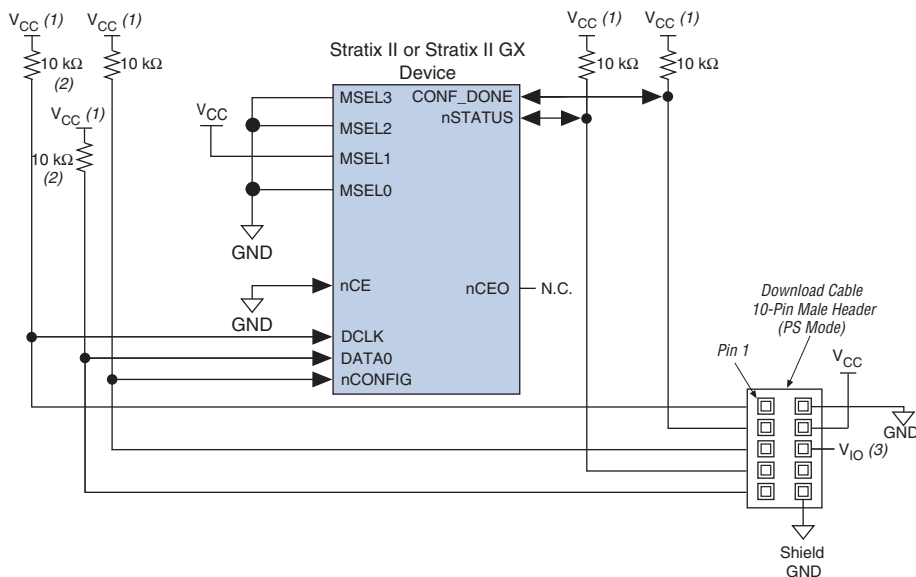 VCC (1)
VCC (1)
VCC (1)
VCC (1)
10 kΩ
(2)
10 kΩ
10 kΩ
10 kΩ
Stratix II or Stratix II GX
Device
VCC (1)
10 kΩ
(2)
VCC
MSEL3
MSEL2
MSEL1
MSEL0
CONF_DONE
nSTATUS
GND
nCE
nCEO
N.C.
GND
DCLK
DATA0
nCONFIG
Download Cable
10-Pin Male Header
(PS Mode)
Pin 1
VCC
GND
VIO (3)
Shield
GND